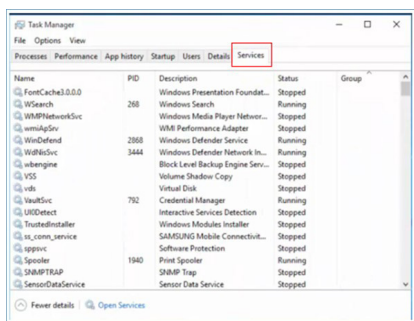 Task Manager
File Options View
Processes Performance App history Startup Users Details Services
Name PID Description Status Group
FontCache3.0.0.0 Windows Presentation Foundat... Stopped
WSearch 268 Windows Search Running
WMPNetworkSvc Windows Media Player Networ... Stopped
wmiApSrv WMI Performance Adapter Stopped
WinDefend 2868 Windows Defender Service Running
WdNisSvc 3444 Windows Defender Network In... Running
wbengine Block Level Backup Engine Serv... Stopped
VSS Volume Shadow Copy Stopped
vds Virtual Disk Stopped
VaultSvc 792 Credential Manager Running
UI0Detect Interactive Services Detection Stopped
TrustedInstaller Windows Modules Installer Stopped
ss_conn_service SAMSUNG Mobile Connectivit... Stopped
sppsvc Software Protection Stopped
Spooler 1940 Print Spooler Running
SNMPTRAP SNMP Trap Stopped
SensorDataService Sensor Data Service Stopped
Fewer details Open Services